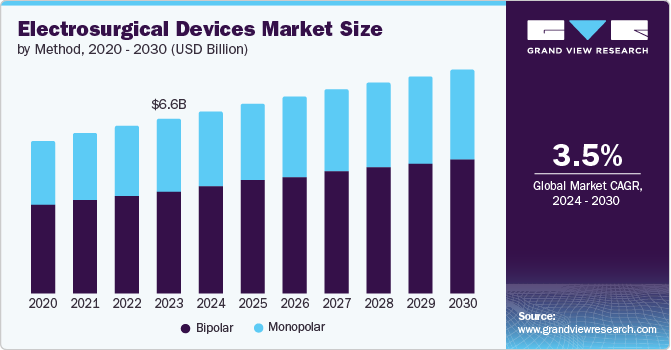 Electrosurgical Devices Market Size
by Method, 2020 - 2030 (USD Billion)
$6.6B
2020 2021 2022 2023 2024 2025 2026 2027 2028 2029 2030
Bipolar Monopolar
GRAND VIEW RESEARCH
3.5%
Global Market CAGR,
2024 - 2030
Source:
www.grandviewresearch.com